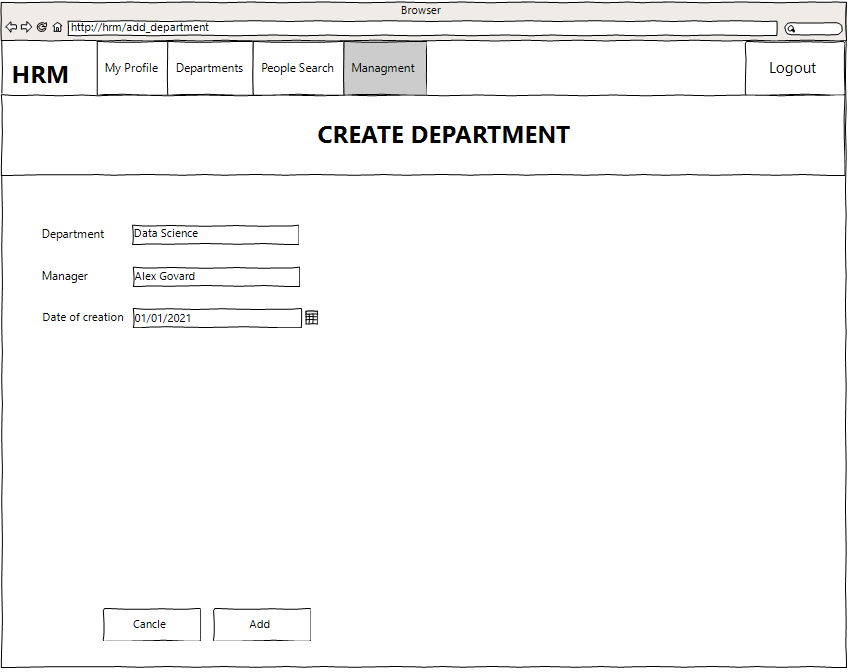 Browser
http://hrm/add_department
HRM
My Profile
Departments
People Search
Managment
Logout
CREATE DEPARTMENT
Department
Data Science
Manager
Alex Govard
Date of creation
01/01/2021
Cancle
Add